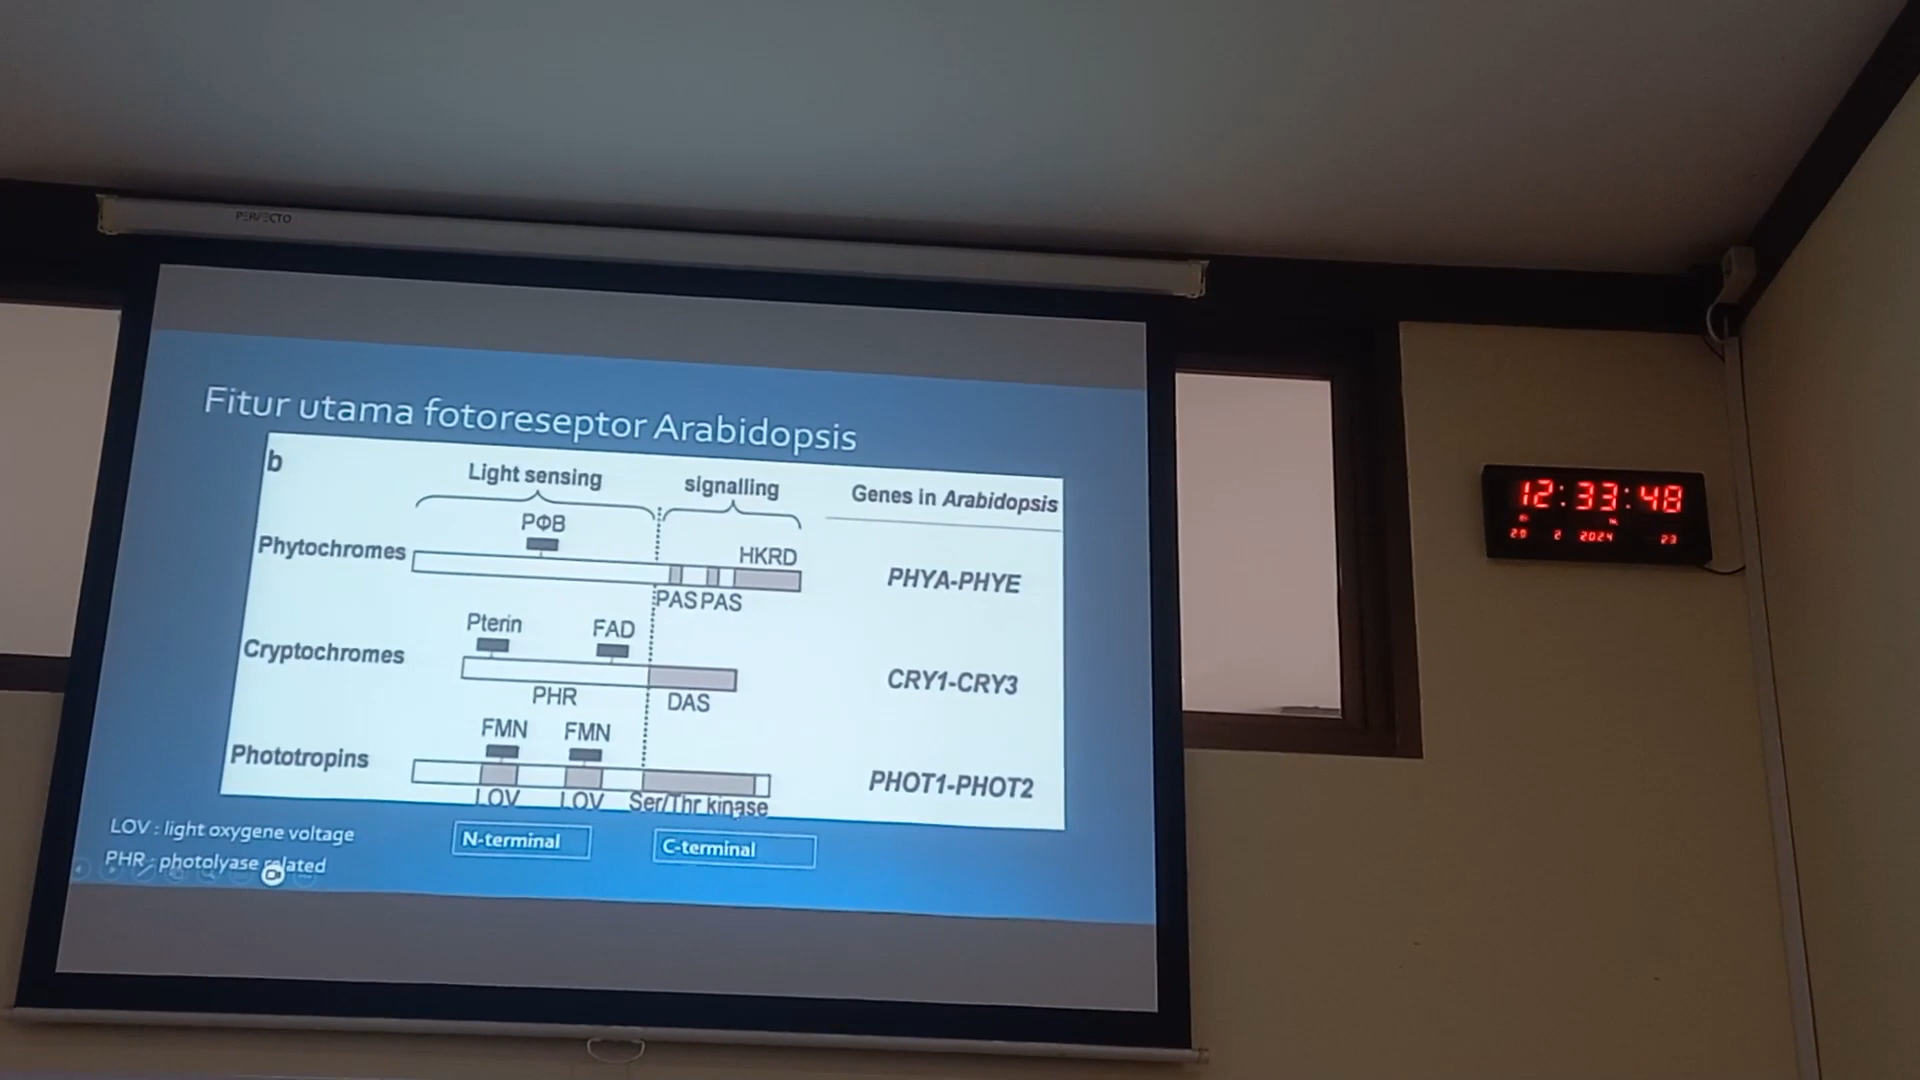 PERFECTO
Fitur utama fotoreseptor Arabidopsis
b
Light sensing
signalling
Genes in Arabidopsis
PΦB
HKRD
Phytochromes
PAS PAS
PHYA-PHYE
Pterin
FAD
Cryptochromes
PHR
DAS
CRY1-CRY3
FMN
FMN
Phototropins
LOV
LOV
Ser/Thr kinase
PHOT1-PHOT2
LOV : light oxygene voltage
PHR : photolyase related
N-terminal
C-terminal
12:33:48
20 2 2024 23